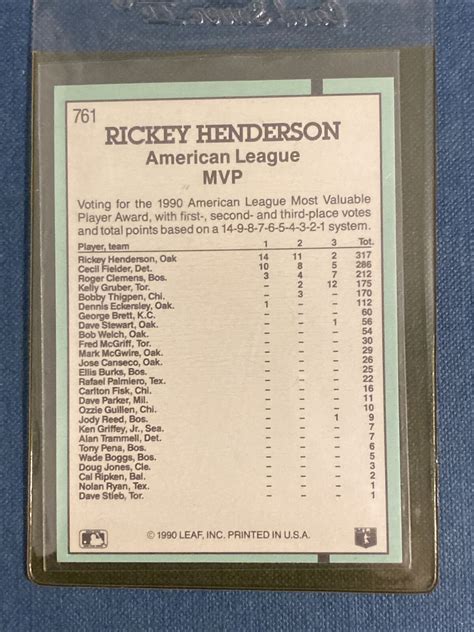 761
RICKEY HENDERSON
American League
MVP
Voting for the 1990 American League Most Valuable
Player Award, with first-, second- and third-place votes
and total points based on a 14-9-8-7-6-5-4-3-2-1 system.
Player, team 1 2 3 Tot.
Rickey Henderson, Oak 14 11 2 317
Cecil Fielder, Det. 10 8 5 286
Roger Clemens, Bos. 3 4 7 212
Kelly Gruber, Tor. – 2 12 175
Bobby Thigpen, Chi. – 3 – 170
Dennis Eckersley, Oak 1 – – 112
George Brett, K.C. – – – 60
Dave Stewart, Oak – – 1 56
Bob Welch, Oak – – – 54
Fred McGriff, Tor. – – – 30
Mark McGwire, Oak – – – 29
Jose Canseco, Oak – – – 26
Ellis Burks, Bos. – – – 25
Rafael Palmiero, Tex. – – – 22
Carlton Fisk, Chi. – – – 16
Dave Parker, Mil. – – – 11
Ozzie Guillen, Chi. – – – 10
Jody Reed, Bos. – – 1 9
Ken Griffey, Jr., Sea. – – – 7
Alan Trammell, Det. – – – 7
Tony Pena, Bos. – – – 6
Wade Boggs, Bos. – – – 5
Doug Jones, Cle. – – – 2
Cal Ripken, Bal. – – – 1
Nolan Ryan, Tex. – – – 1
Dave Stieb, Tor. – – – 1
© 1990 LEAF, INC. PRINTED IN U.S.A.